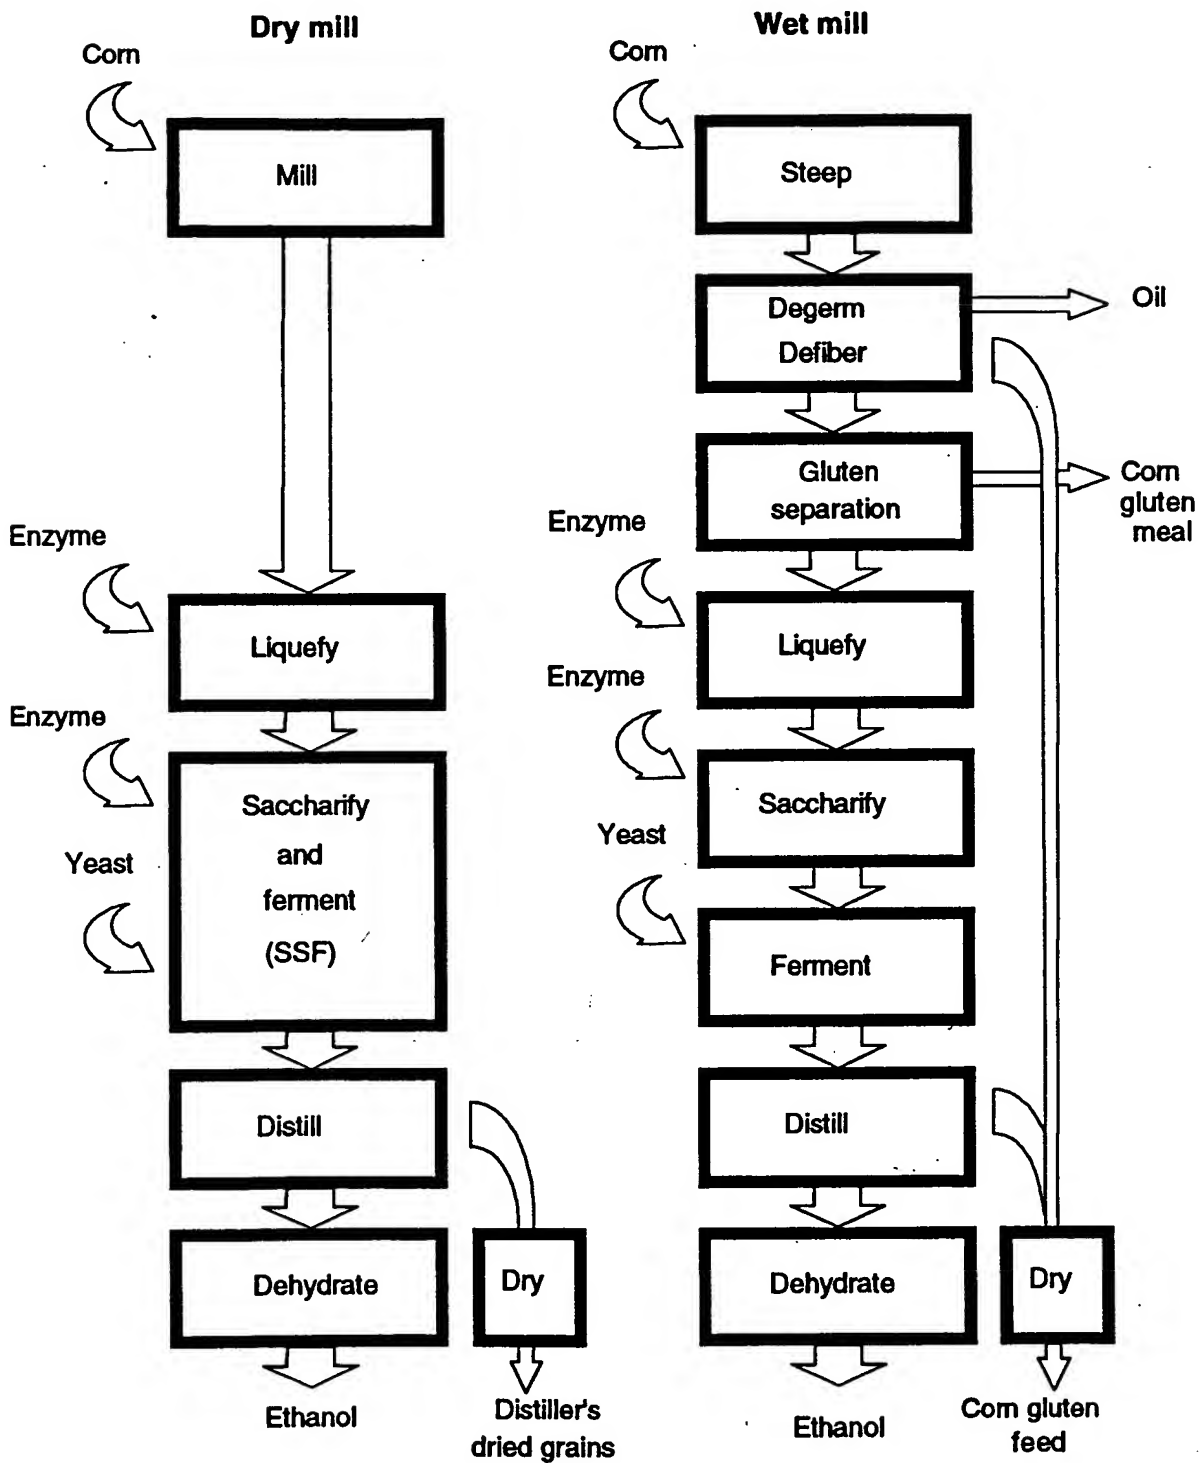 Dry mill
Corn
Mill
Enzyme
Liquefy
Enzyme
Saccharify
and
Yeast
ferment
(SSF)
Distill
Dehydrate
Dry
Ethanol
Distiller's
dried grains
Wet mill
Corn
Steep
Degerm
Oil
Defiber
Gluten
separation
Corn
gluten
meal
Enzyme
Liquefy
Enzyme
Saccharify
Yeast
Ferment
Distill
Dehydrate
Dry
Ethanol
Corn gluten
feed